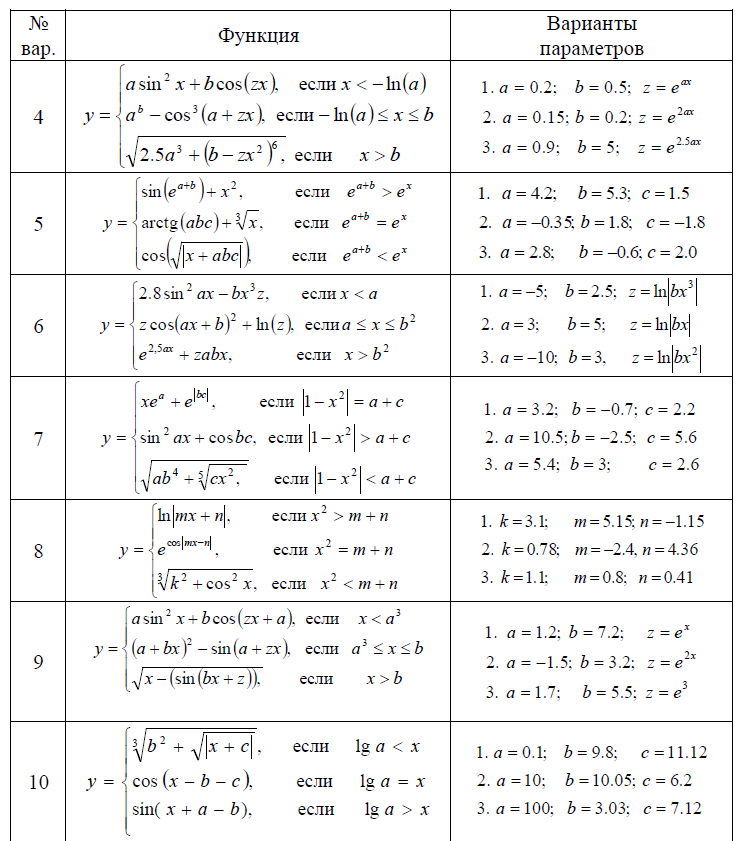 № вар. Функция Варианты параметров
4
y = { a sin² x + b cos(zx), если x < −ln(a)
a^b − cos³(a + zx), если − ln(a) ≤ x ≤ b
√(2.5a³ + (b − zx²)⁶, если x > b
1. a = 0.2; b = 0.5; z = e^(ax)
2. a = 0.15; b = 0.2; z = e^(2ax)
3. a = 0.9; b = 5; z = e^(2.5ax)
5
y = { sin(e^(a+b)) + x², если e^(a+b) > e^x
arctg(abc) + ∛x, если e^(a+b) = e^x
cos(√|x + abc|), если e^(a+b) < e^x
1. a = 4.2; b = 5.3; c = 1.5
2. a = −0.35; b = 1.8; c = −1.8
3. a = 2.8; b = −0.6; c = 2.0
6
y = { 2.8 sin² ax − bx³z, если x < a
z cos(ax + b)² + ln(z), если a ≤ x ≤ b²
e^(2,5ax) + zabx, если x > b²
1. a = −5; b = 2.5; z = ln|bx³|
2. a = 3; b = 5; z = ln|bx|
3. a = −10; b = 3, z = ln|bx²|
7
y = { xe^a + e^|bc|, если |1 − x²| = a + c
sin² ax + cos bc, если |1 − x²| > a + c
√(ab⁴ + ⁵√(cx², если |1 − x²| < a + c
1. a = 3.2; b = −0.7; c = 2.2
2. a = 10.5; b = −2.5; c = 5.6
3. a = 5.4; b = 3; c = 2.6
8
y = { ln|mx + n|, если x² > m + n
e^(cos|mx−n|), если x² = m + n
∛(k² + cos² x), если x² < m + n
1. k = 3.1; m = 5.15; n = −1.15
2. k = 0.78; m = −2.4, n = 4.36
3. k = 1.1; m = 0.8; n = 0.41
9
y = { a sin² x + b cos(zx + a), если x < a³
(a + bx)² − sin(a + zx), если a³ ≤ x ≤ b
√(x − (sin(bx + z)), если x > b
1. a = 1.2; b = 7.2; z = e^x
2. a = −1.5; b = 3.2; z = e^(2x)
3. a = 1.7; b = 5.5; z = e³
10
y = { ∛(b² + √|x + c|), если lg a < x
cos (x − b − c), если lg a = x
sin( x + a − b), если lg a > x
1. a = 0.1; b = 9.8; c = 11.12
2. a = 10; b = 10.05; c = 6.2
3. a = 100; b = 3.03; c = 7.12